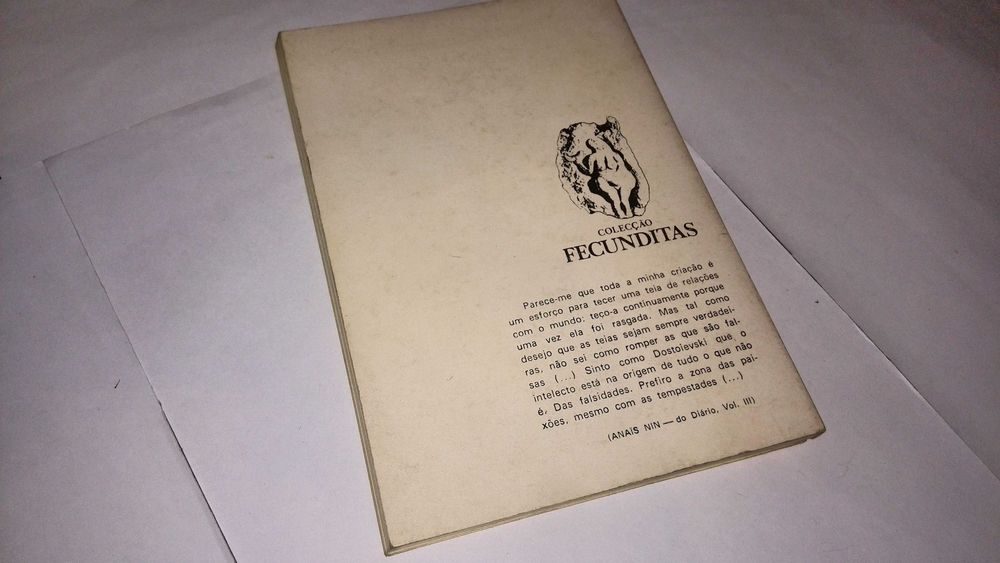 COLECÇÃO
FECUNDITAS
Parece-me que toda a minha criação é
um esforço para tecer uma teia de relações
com o mundo: teco-a continuamente porque
uma vez ela foi rasgada. Mas tal como
desejo que as teias sejam sempre verdadei-
ras, não sei como romper as que são fal-
sas (...) Sinto como Dostoievski que o
intelecto está na origem de tudo o que não
é. Das falsidades. Prefiro a zona das pai-
xões, mesmo com as tempestades (...)
(ANAÏS NIN — do Diário, Vol. III)